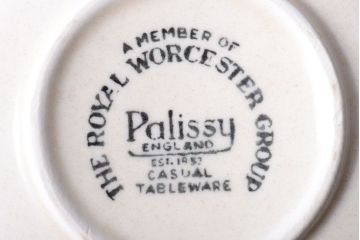 A MEMBER OF
THE ROYAL WORCESTER GROUP
Palissy
ENGLAND
EST. 1853
CASUAL
TABLEWARE